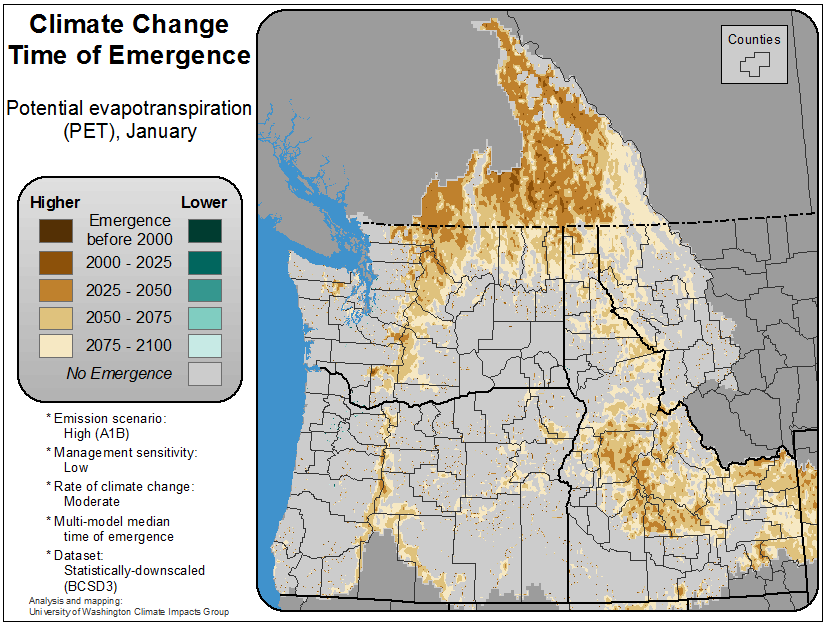 Climate Change
Time of Emergence
Potential evapotranspiration
(PET), January
Higher
Lower
Emergence
before 2000
2000 - 2025
2025 - 2050
2050 - 2075
2075 - 2100
No Emergence
* Emission scenario:
High (A1B)
* Management sensitivity:
Low
* Rate of climate change:
Moderate
* Multi-model median
time of emergence
* Dataset:
Statistically-downscaled
(BCSD3)
Analysis and mapping:
University of Washington Climate Impacts Group
Counties